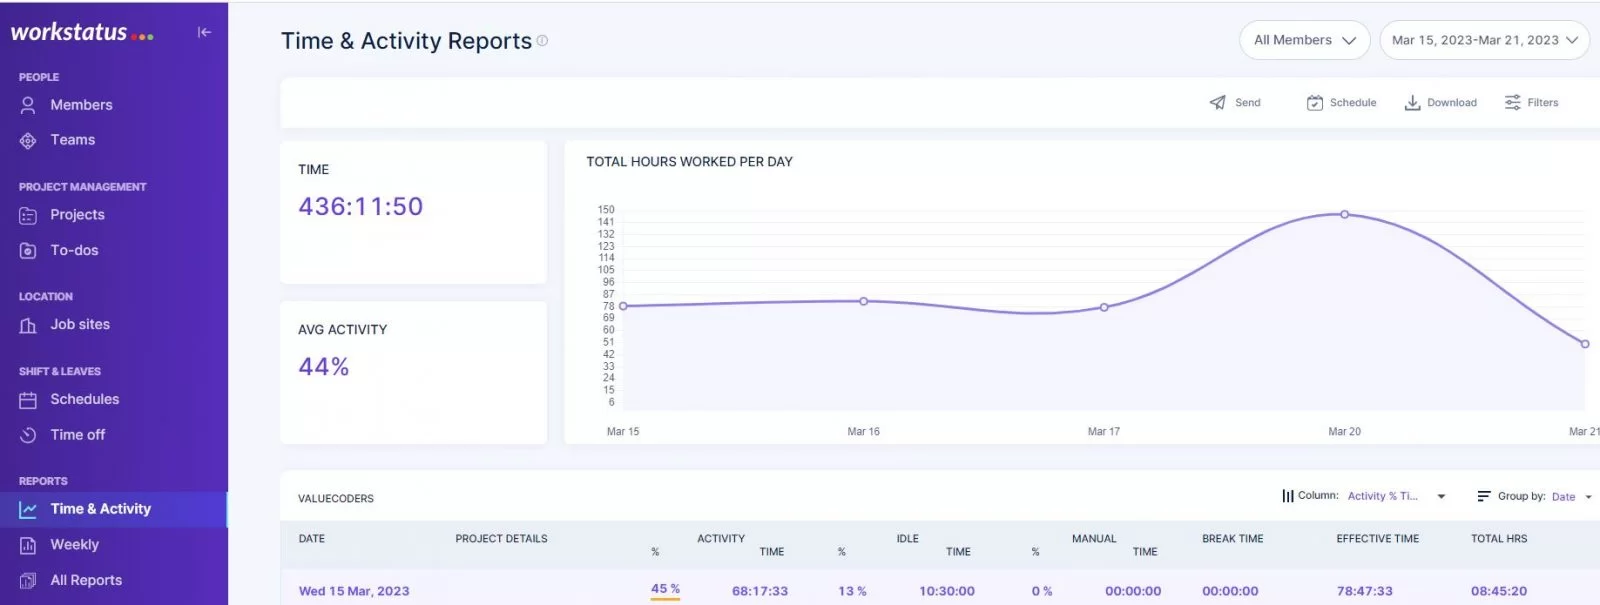 workstatus
PEOPLE
Members
Teams
PROJECT MANAGEMENT
Projects
To-dos
LOCATION
Job sites
SHIFT & LEAVES
Schedules
Time off
REPORTS
Time & Activity
Weekly
All Reports
Time & Activity Reports
All Members
Mar 15, 2023-Mar 21, 2023
Send
Schedule
Download
Filters
TIME
436:11:50
AVG ACTIVITY
44%
TOTAL HOURS WORKED PER DAY
150
141
132
123
114
105
96
87
78
69
60
51
42
33
24
15
6
Mar 15 Mar 16 Mar 17 Mar 20 Mar 21
VALUECODERS
Column: Activity % Ti...
Group by: Date
DATE PROJECT DETAILS ACTIVITY IDLE MANUAL BREAK TIME EFFECTIVE TIME TOTAL HRS
% TIME % TIME % TIME
Wed 15 Mar, 2023 45 % 68:17:33 13 % 10:30:00 0 % 00:00:00 00:00:00 78:47:33 08:45:20